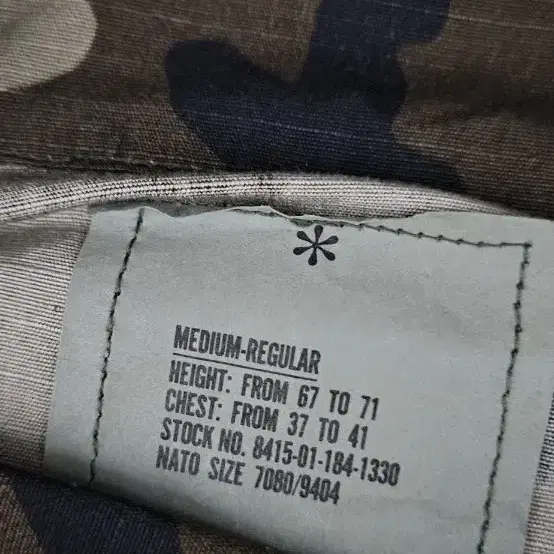 *
MEDIUM-REGULAR
HEIGHT: FROM 67 TO 71
CHEST: FROM 37 TO 41
STOCK NO. 8415-01-184-1330
NATO SIZE 7080/9404